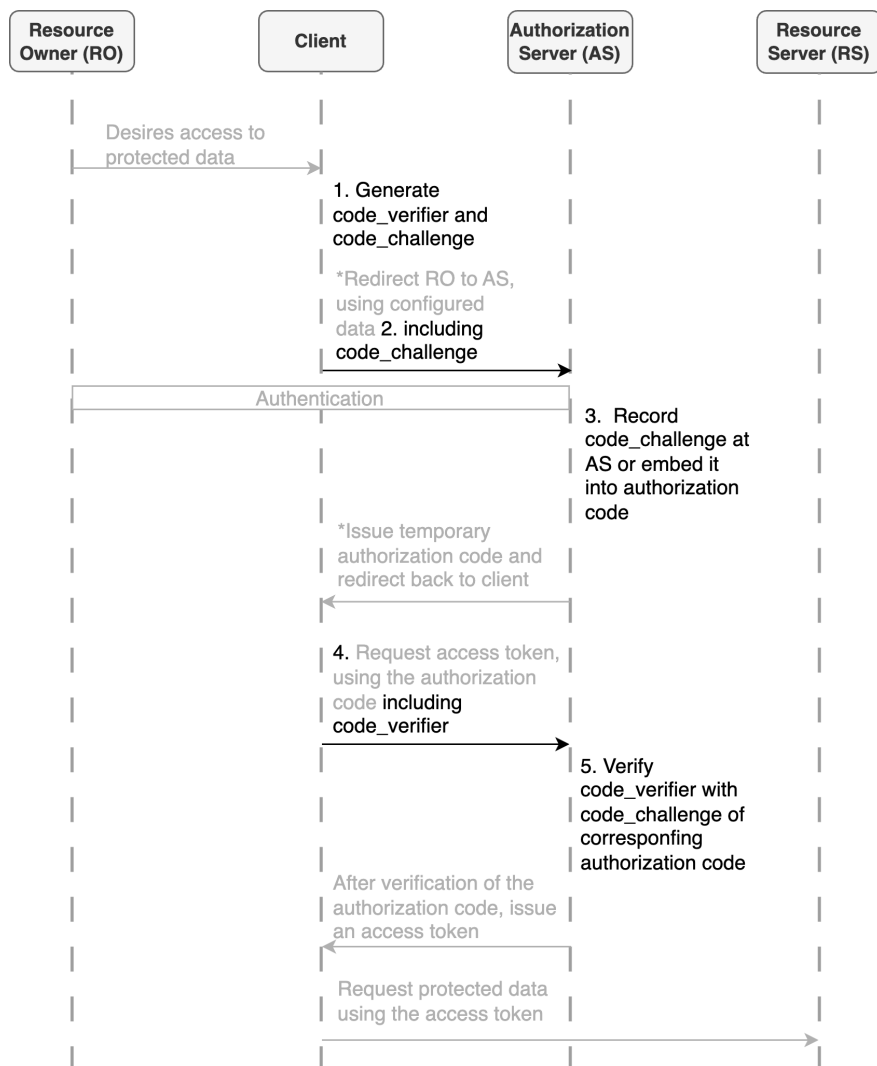 Resource
Owner (RO)
Client
Authorization
Server (AS)
Resource
Server (RS)
Desires access to
protected data
1. Generate
code_verifier and
code_challenge
*Redirect RO to AS,
using configured
data 2. including
code_challenge
Authentication
3.  Record
code_challenge at
AS or embed it
into authorization
code
*Issue temporary
authorization code and
redirect back to client
4. Request access token,
using the authorization
code including
code_verifier
5. Verify
code_verifier with
code_challenge of
corresponfing
authorization code
After verification of the
authorization code, issue
an access token
Request protected data
using the access token